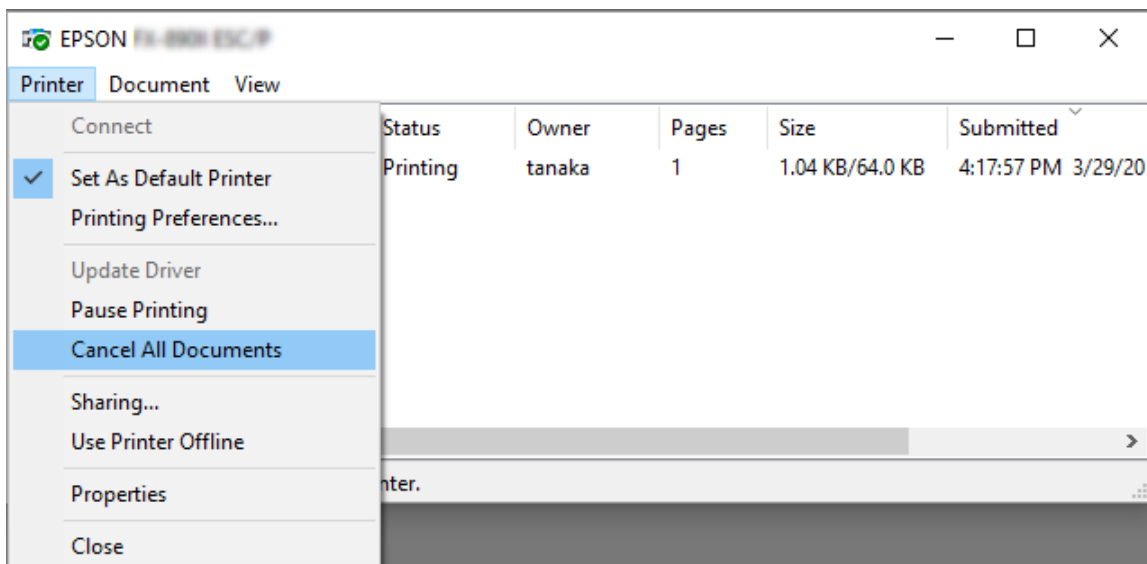 EPSON
Printer Document View
Connect
Status Owner Pages Size Submitted
Printing tanaka 1 1.04 KB/64.0 KB 4:17:57 PM 3/29/20
Set As Default Printer
Printing Preferences...
Update Driver
Pause Printing
Cancel All Documents
Sharing...
Use Printer Offline
Properties
nter.
Close